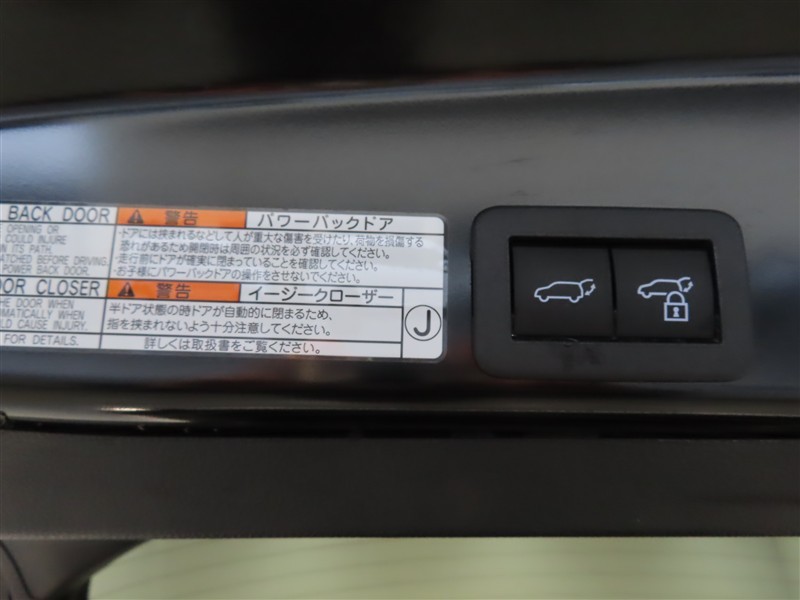 BACK DOOR
警告
パワーバックドア
OPENING OR
COULD INJURE
IN ITS PATH.
ATCHED BEFORE DRIVING.
POWER BACK DOOR.
・ドアには挟まれるなどして人が重大な傷害を受けたり、荷物を損傷する
恐れがあるため開閉時は周囲の状況を必ず確認してください。
・走行前にドアが確実に閉まっていることを確認してください。
・お子様にパワーバックドアの操作をさせないでください。
OOR CLOSER
警告
イージークローザー
HE DOOR WHEN
OMATICALLY WHEN
LD CAUSE INJURY.
半ドア状態の時ドアが自動的に閉まるため、
指を挟まれないよう十分注意してください。
J
FOR DETAILS.
詳しくは取扱書をご覧ください。